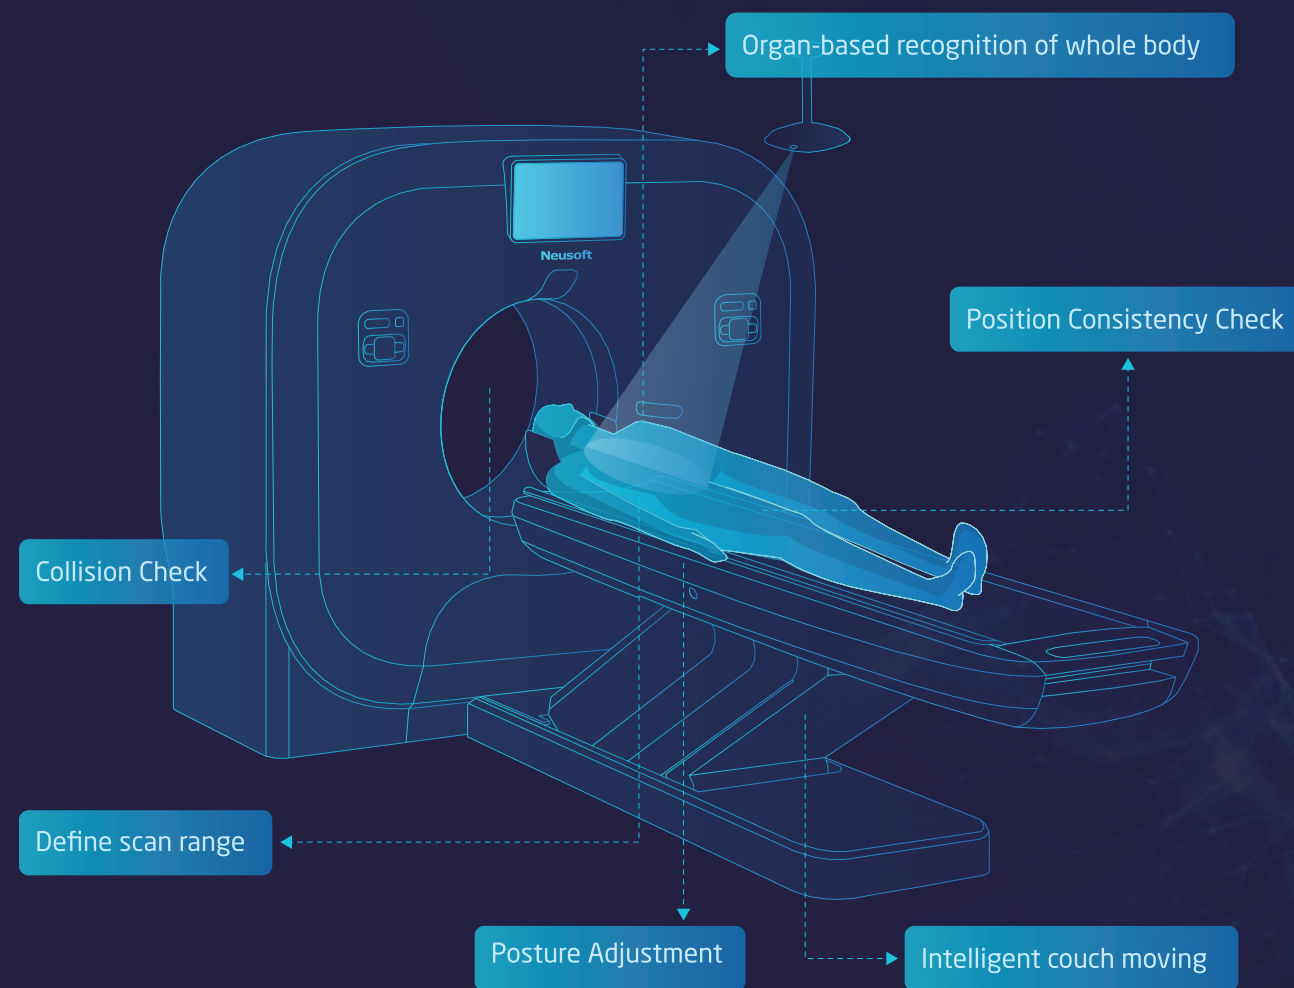 Organ-based recognition of whole body
Neusoft
Position Consistency Check
Collision Check
Define scan range
Posture Adjustment
Intelligent couch moving